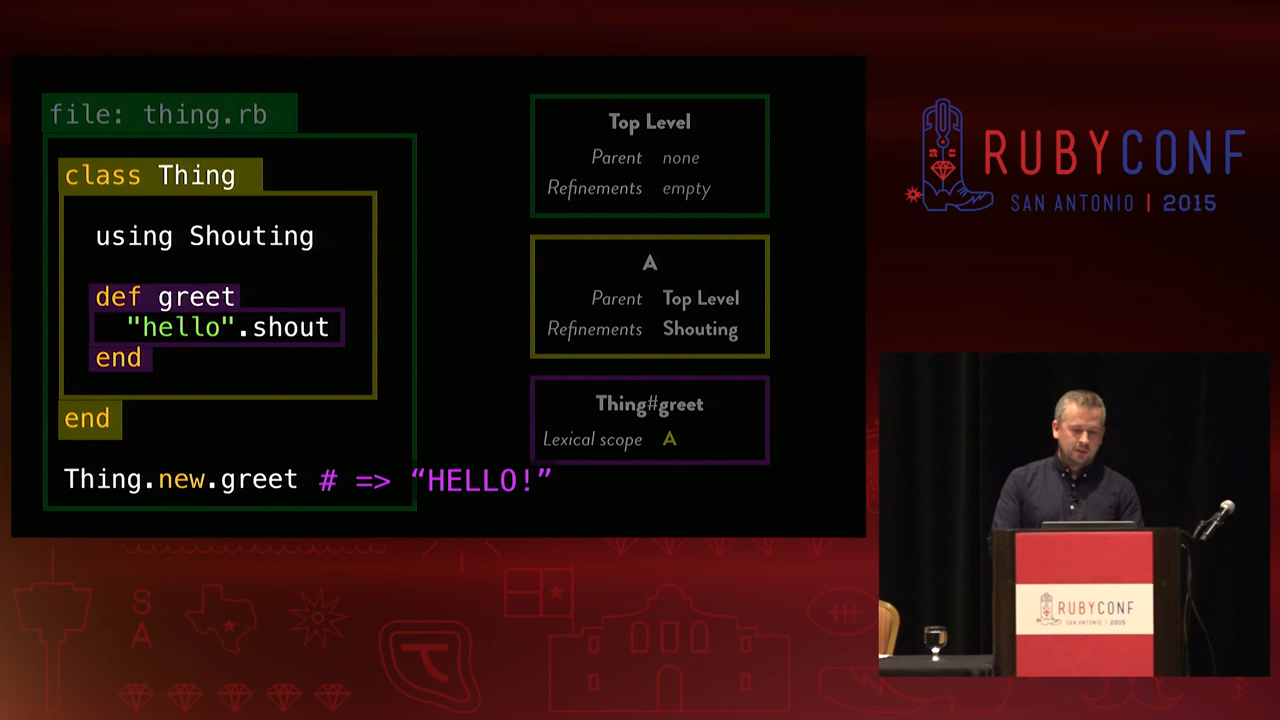 file: thing.rb
class Thing
using Shouting
def greet
"hello".shout
end
end
Thing.new.greet # => “HELLO!”
Top Level
Parent none
Refinements empty
A
Parent Top Level
Refinements Shouting
Thing#greet
Lexical scope A
RUBYCONF
SAN ANTONIO | 2015
S
A
RUBYCONF
SAN ANTONIO | 2015